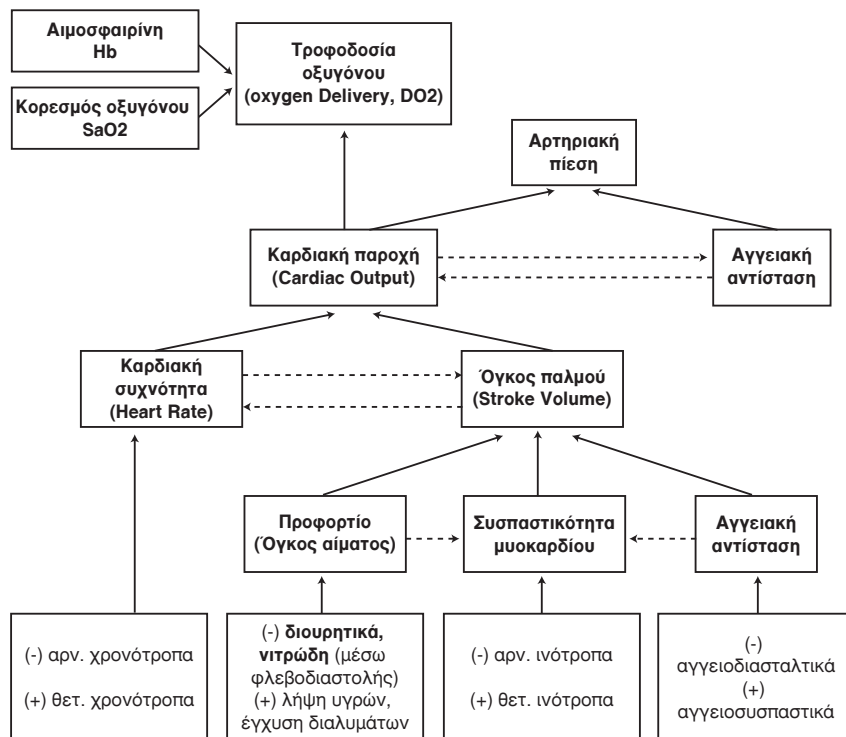 Αιμοσφαιρίνη
Hb
Τροφοδοσία
οξυγόνου
(oxygen Delivery, DO2)
Κορεσμός οξυγόνου
SaO2
Αρτηριακή
πίεση
Καρδιακή παροχή
(Cardiac Output)
Αγγειακή
αντίσταση
Καρδιακή
συχνότητα
(Heart Rate)
Όγκος παλμού
(Stroke Volume)
Προφορτίο
(Όγκος αίματος)
Συσπαστικότητα
μυοκαρδίου
Αγγειακή
αντίσταση
(-) αρν. χρονότροπα
(+) θετ. χρονότροπα
(-) διουρητικά,
νιτρώδη (μέσω
φλεβοδιαστολής)
(+) λήψη υγρών,
έγχυση διαλυμάτων
(-) αρν. ινότροπα
(+) θετ. ινότροπα
(-)
αγγειοδιασταλτικά
(+)
αγγειοσυσπαστικά